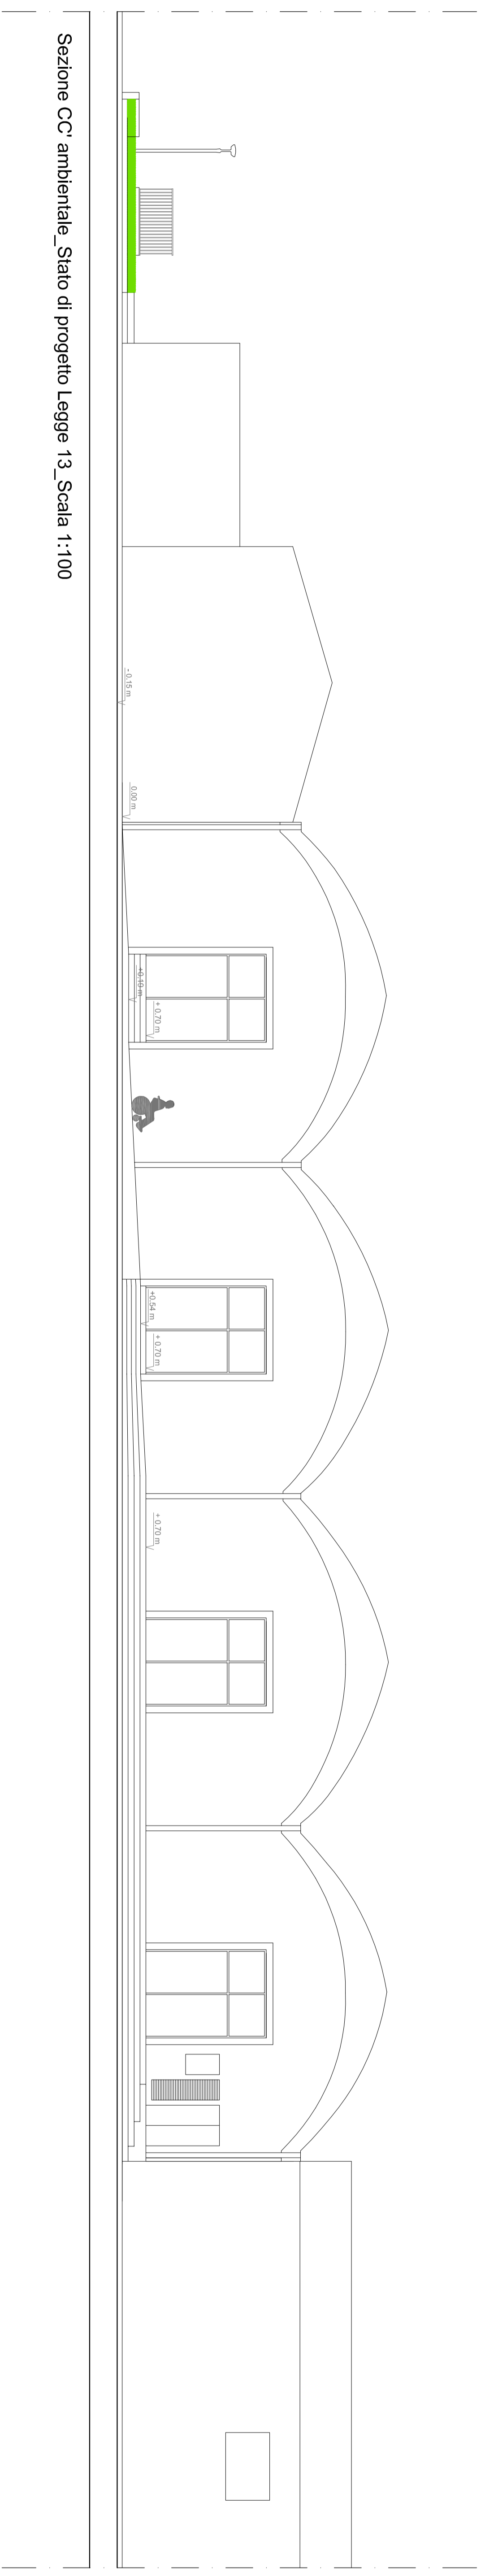 Sezione CC' ambientale_Stato di progetto Legge 13_Scala 1:100
- 0.15 m
0.00 m
+0.10 m
+ 0.70 m
+0.54 m
+ 0.70 m
+ 0.70 m